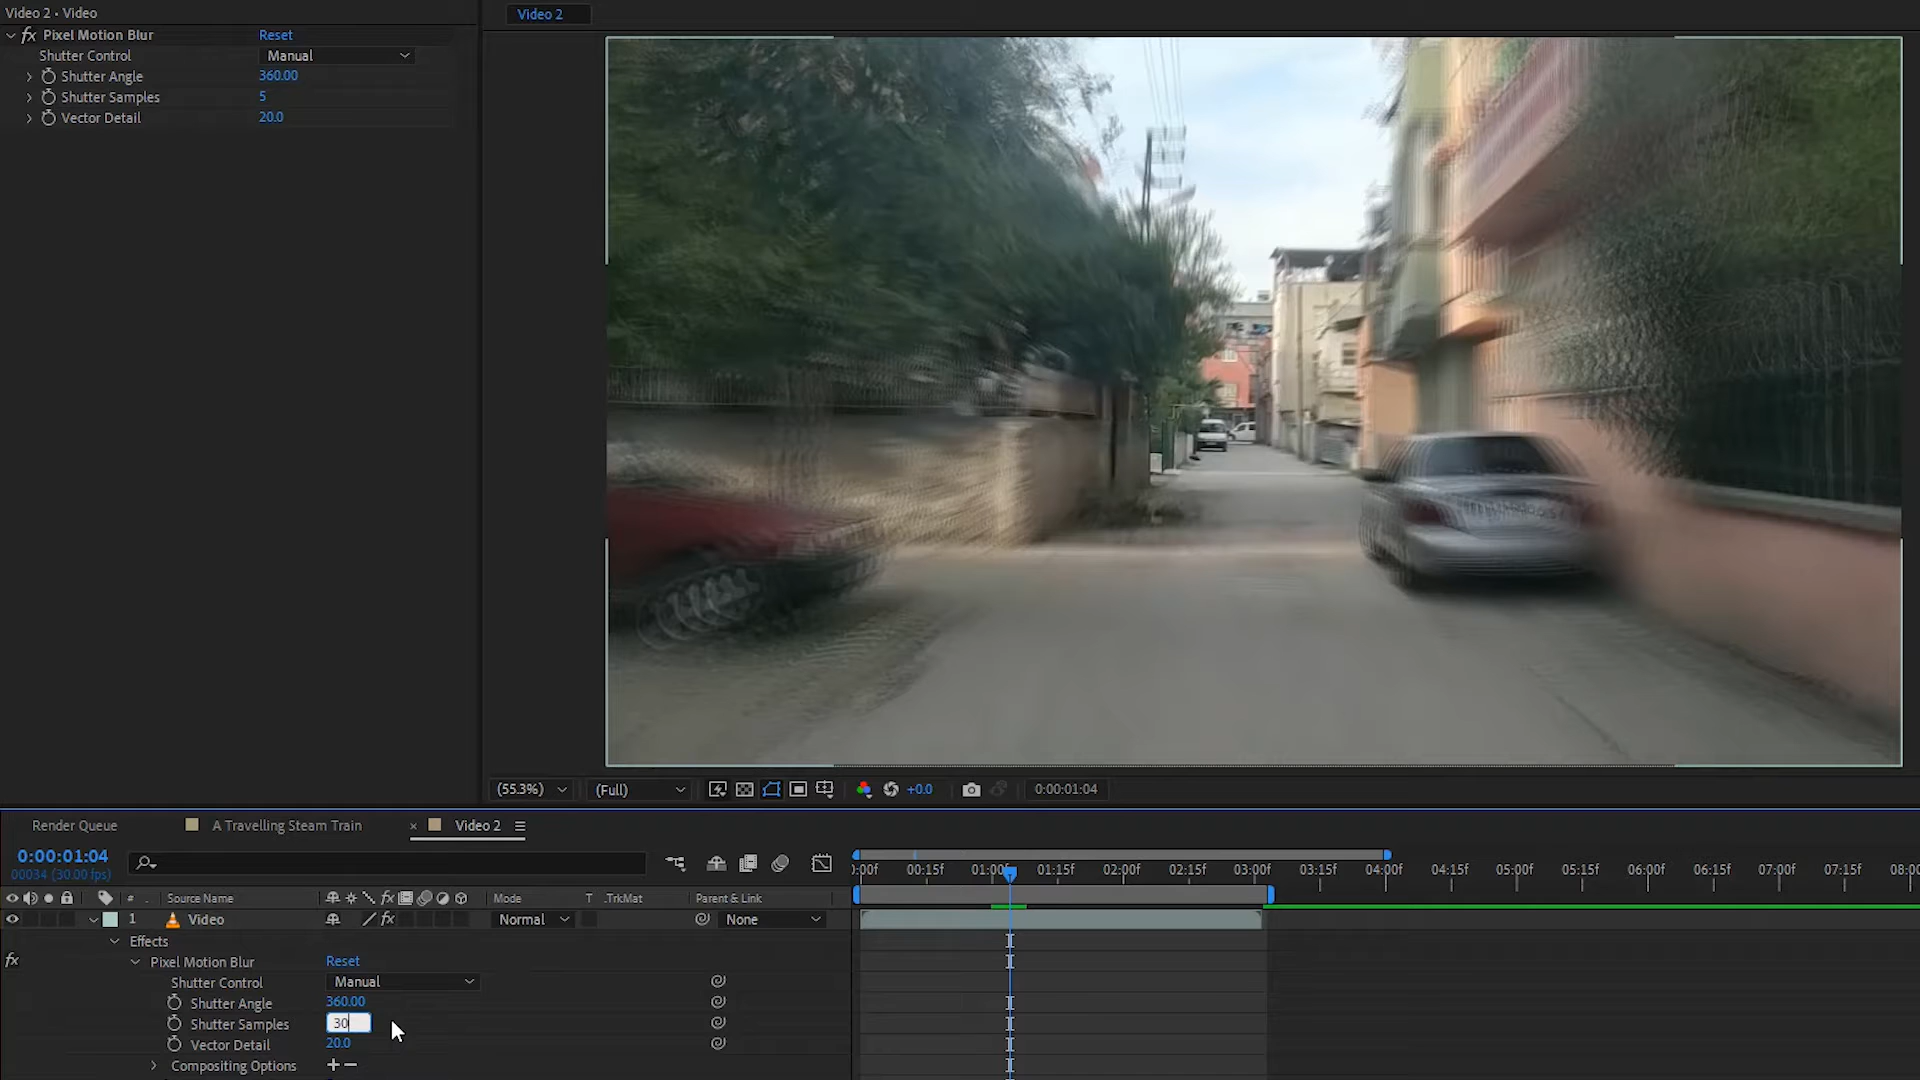 Video 2 • Video
fx Pixel Motion Blur Reset
Shutter Control Manual
Shutter Angle 360.00
Shutter Samples 5
Vector Detail 20.0
Video 2
(55.3%) (Full) +0.0 0:00:01:04
Render Queue A Travelling Steam Train × Video 2
0:00:01:04
00034 (30.00 fps)
:00f 00:15f 01:00f 01:15f 02:00f 02:15f 03:00f 03:15f 04:00f 04:15f 05:00f 05:15f 06:00f 06:15f 07:00f 07:15f 08:00
# . Source Name fx Mode T .TrkMat Parent & Link
1 Video fx Normal None
Effects
fx Pixel Motion Blur Reset
Shutter Control Manual
Shutter Angle 360.00
Shutter Samples 30
Vector Detail 20.0
Compositing Options + −